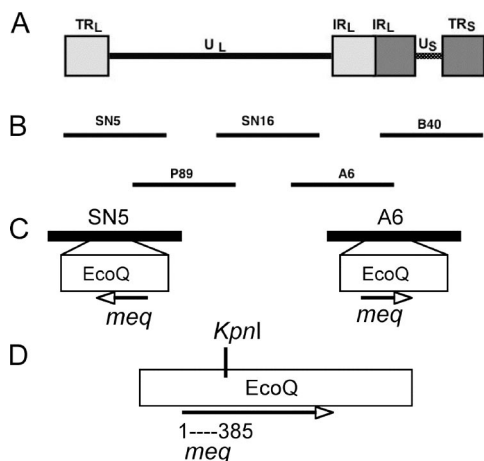 A
TRL UL IRL IRL US TRS
B
SN5 SN16 B40
P89 A6
C
SN5 A6
EcoQ EcoQ
meq meq
D
KpnI
EcoQ
1----385
meq